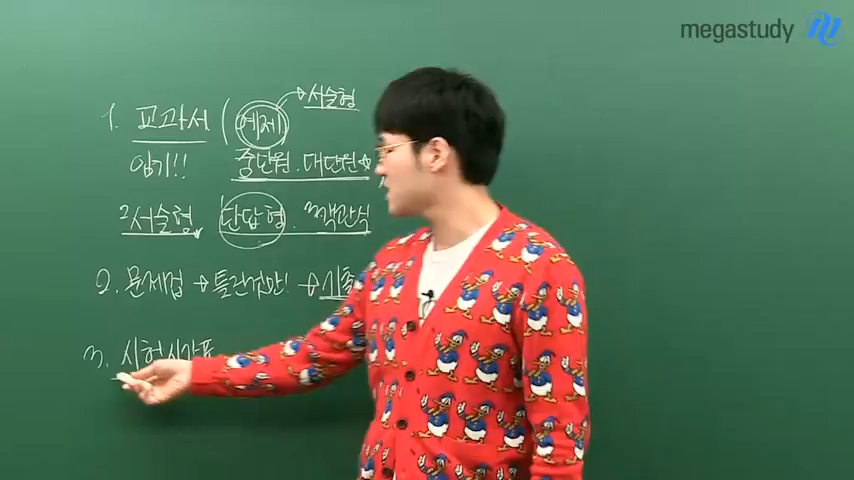 megastudy
→서술형
1. 교과서 (예제)
암기!! 중단원. 대단원
2서술형 단답형. 객관식
2. 문제집 → 틀린것만! → 기출
3. 시험시간표